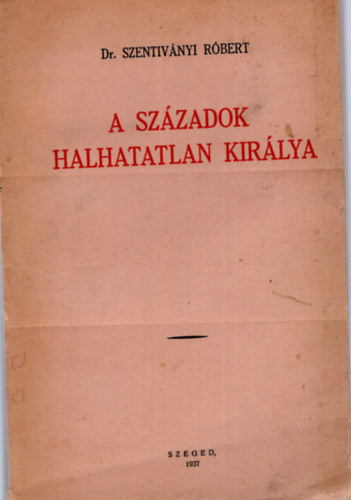 Dr. SZENTIVÁNYI RÓBERT
A SZÁZADOK
HALHATATLAN KIRÁLYA
SZEGED,
1937